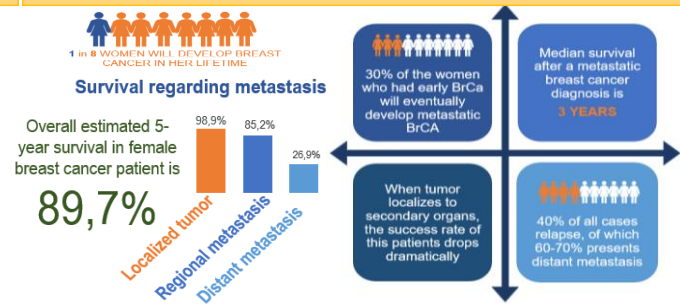 1 in 8 WOMEN WILL DEVELOP BREAST
CANCER IN HER LIFETIME
Survival regarding metastasis
Overall estimated 5-
year survival in female
breast cancer patient is
89,7%
98,9%
85,2%
26,9%
Localized tumor
Regional metastasis
Distant metastasis
30% of the women
who had early BrCa
will eventually
develop metastatic
BrCA
Median survival
after a metastatic
breast cancer
diagnosis is
3 YEARS
When tumor
localizes to
secondary organs,
the success rate of
this patients drops
dramatically
40% of all cases
relapse, of which
60-70% presents
distant metastasis